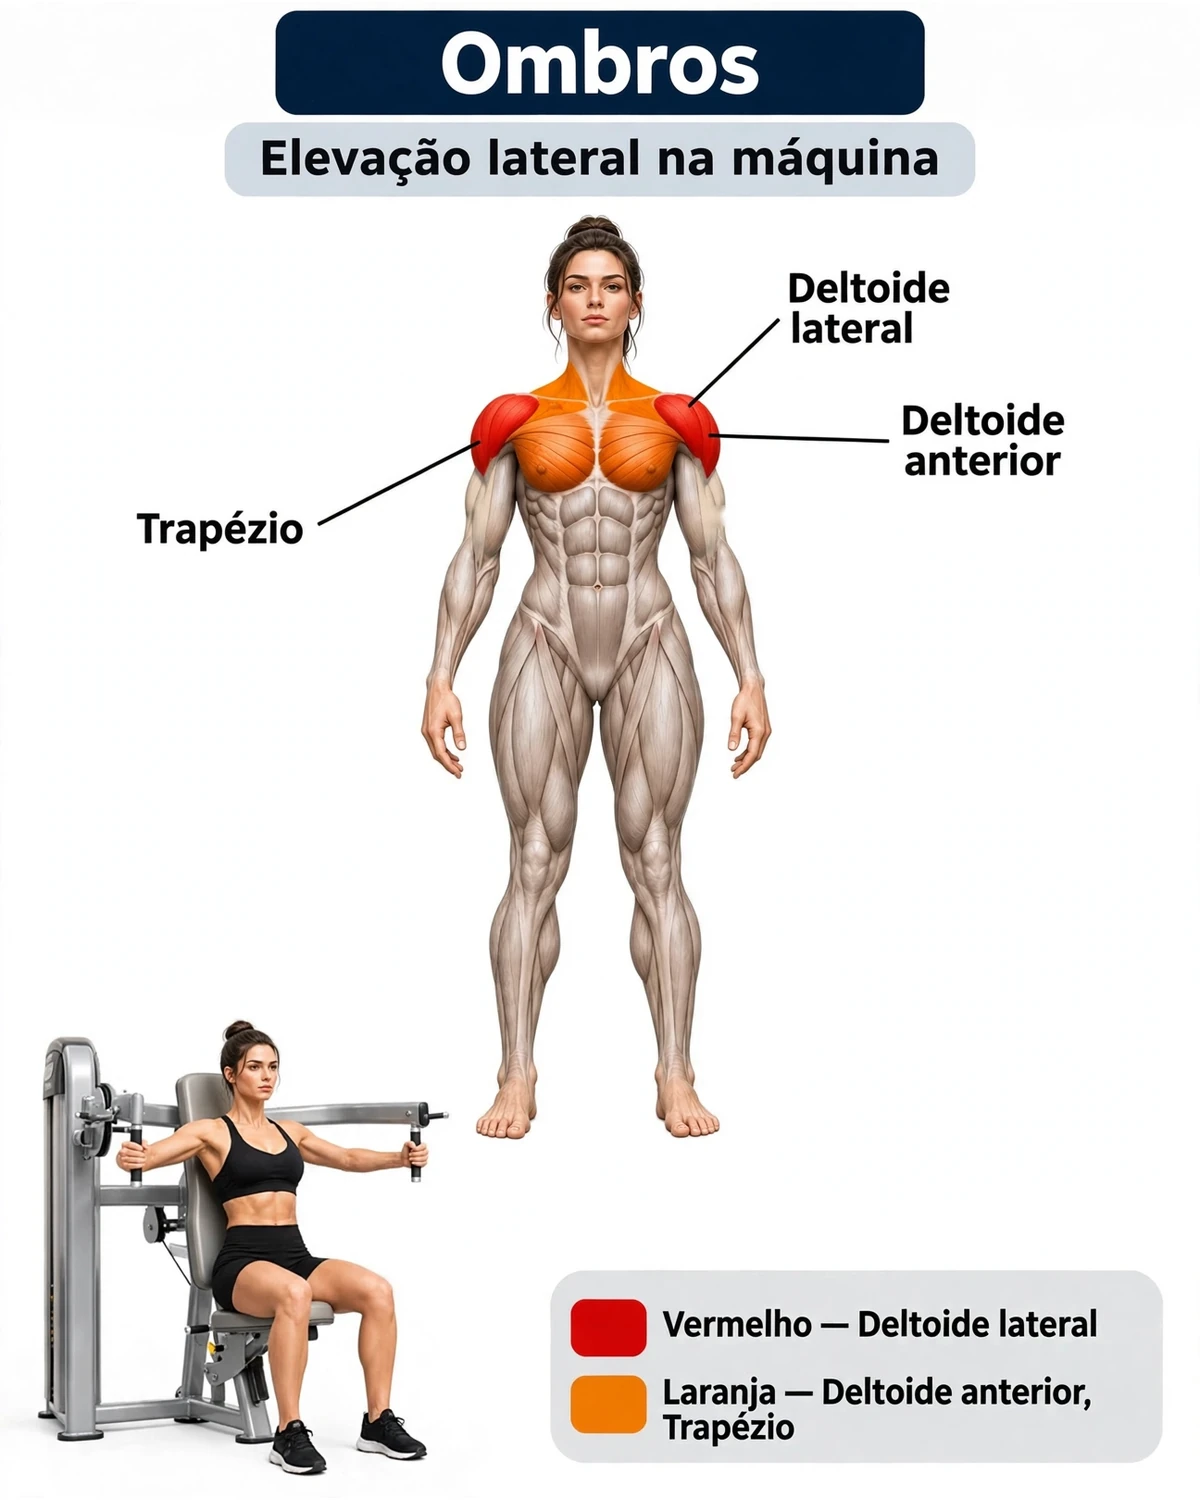 Ombros
Elevação lateral na máquina
Deltoide
lateral
Deltoide
anterior
Trapézio
Vermelho — Deltoide lateral
Laranja — Deltoide anterior,
Trapézio